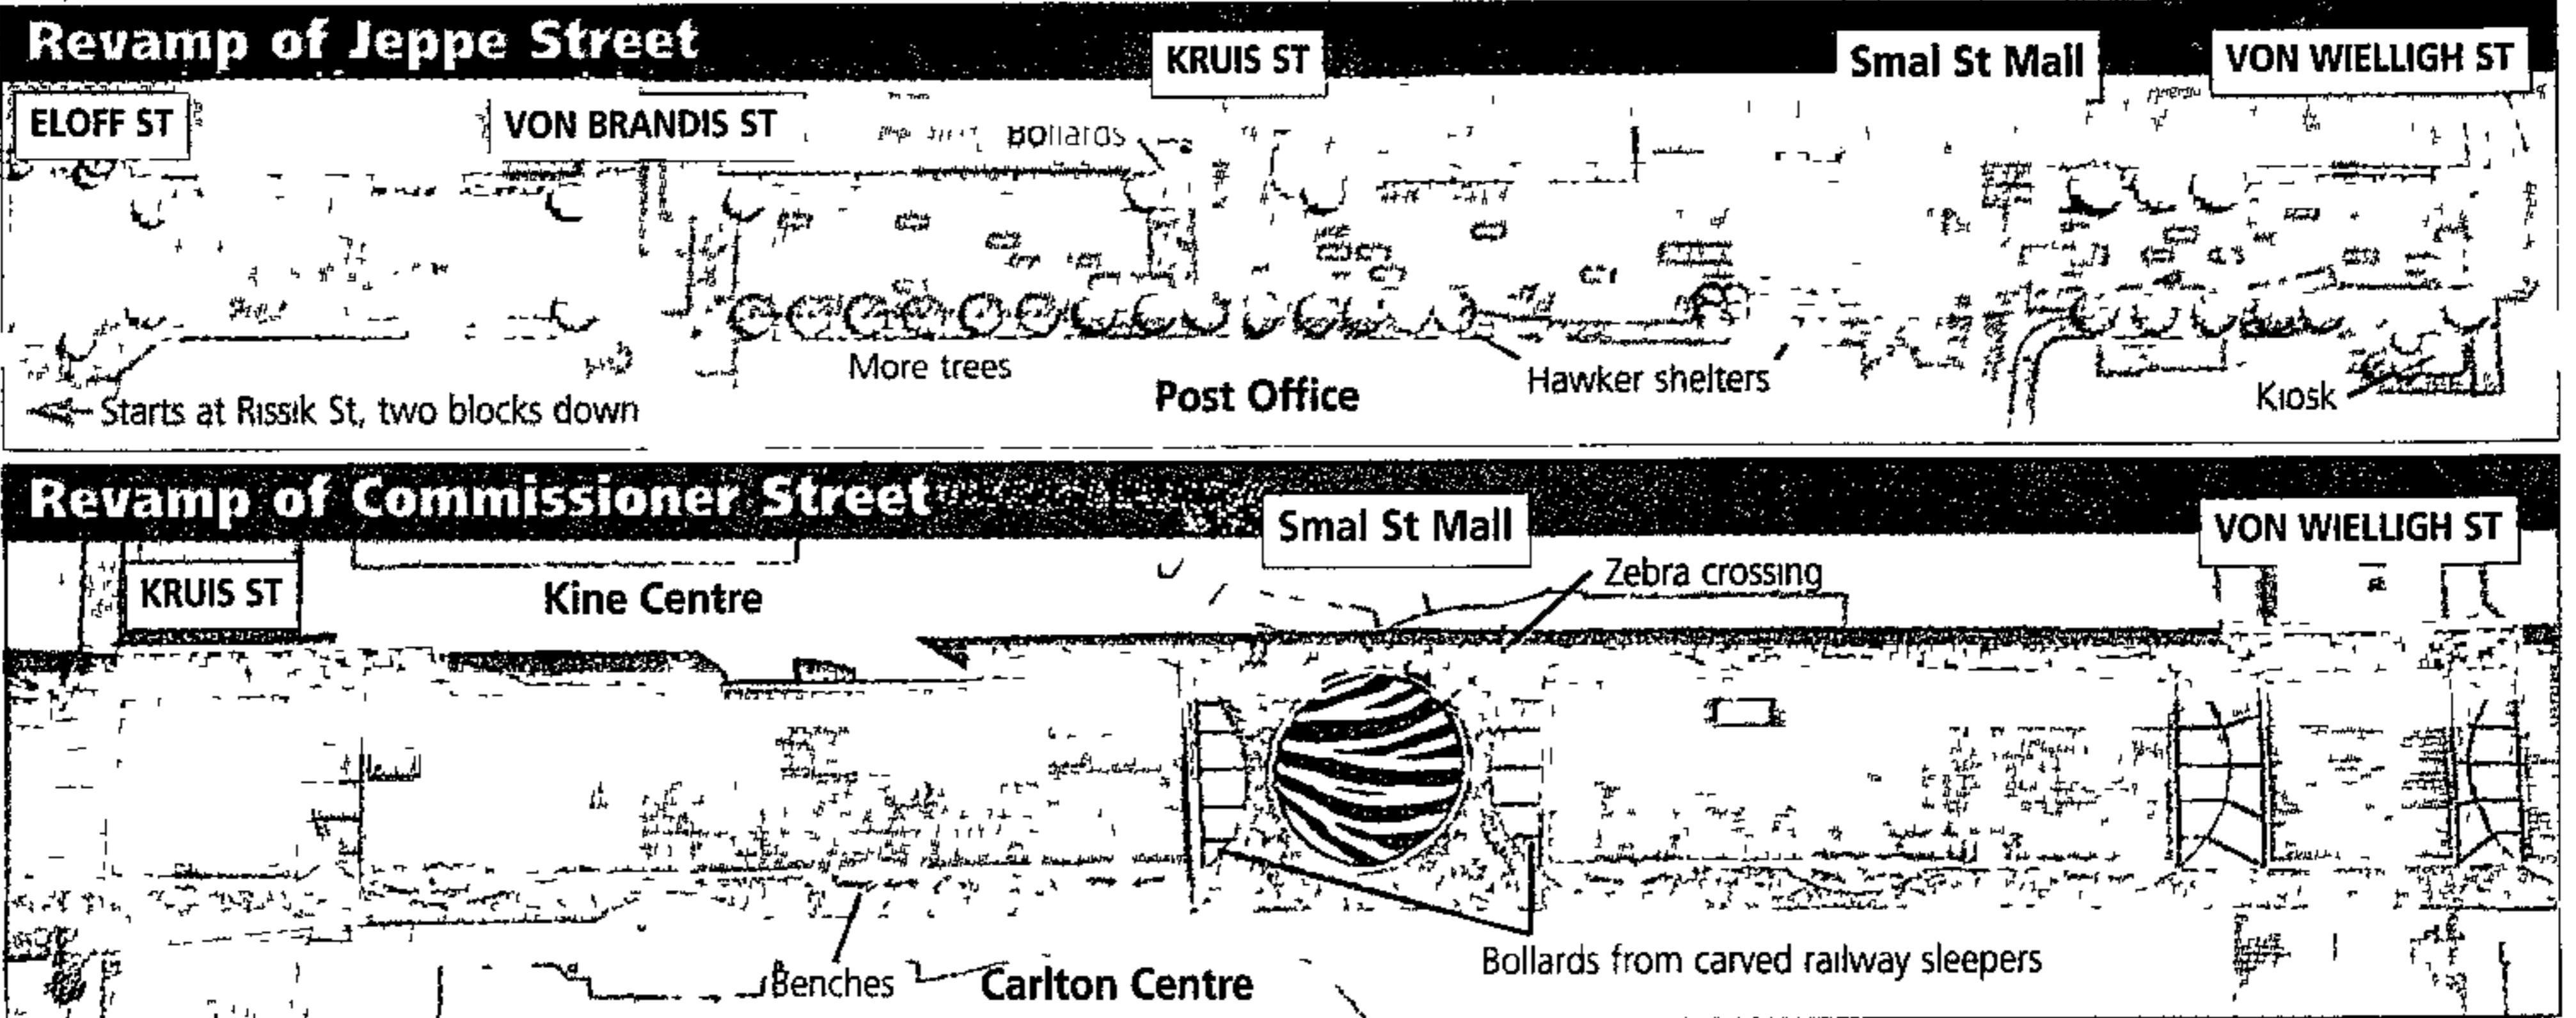 Revamp of Jeppe Street
KRUIS ST
Smal St Mall
VON WIELLIGH ST
ELOFF ST
VON BRANDIS ST
Bollards
More trees
Post Office
Hawker shelters
Kiosk
Starts at Rissik St, two blocks down
Revamp of Commissioner Street
Smal St Mall
VON WIELLIGH ST
KRUIS ST
Kine Centre
Zebra crossing
Benches
Carlton Centre
Bollards from carved railway sleepers